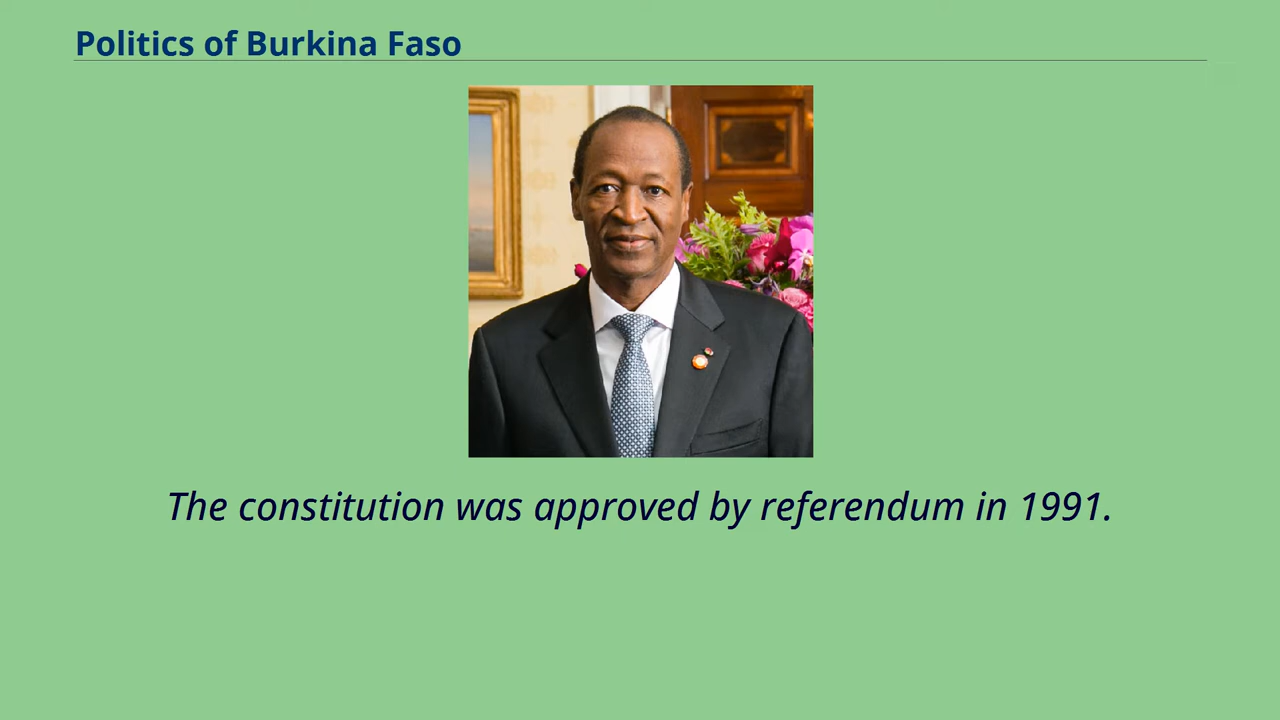 Politics of Burkina Faso
The constitution was approved by referendum in 1991.